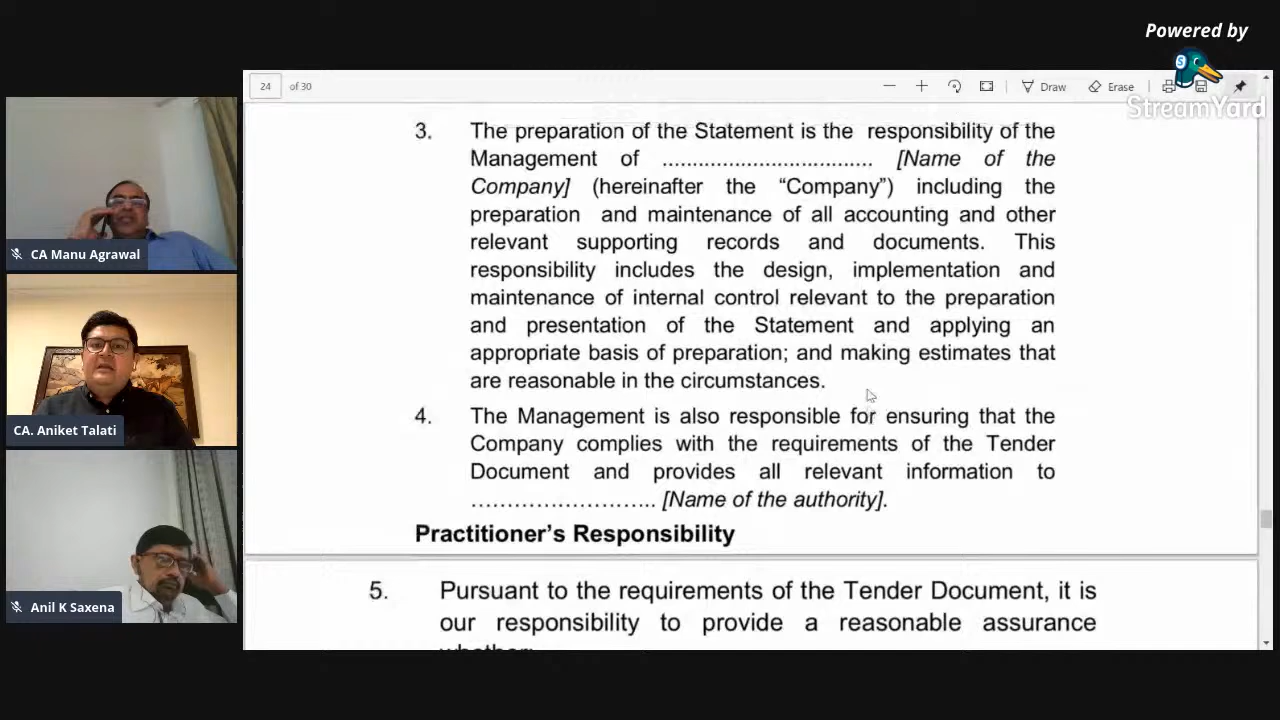 Powered by
StreamYard
24 of 30
Draw
Erase
3. The preparation of the Statement is the responsibility of the
Management of ................................... [Name of the
Company] (hereinafter the “Company”) including the
preparation and maintenance of all accounting and other
relevant supporting records and documents. This
responsibility includes the design, implementation and
maintenance of internal control relevant to the preparation
and presentation of the Statement and applying an
appropriate basis of preparation; and making estimates that
are reasonable in the circumstances.
4. The Management is also responsible for ensuring that the
Company complies with the requirements of the Tender
Document and provides all relevant information to
……………………….. [Name of the authority].
Practitioner’s Responsibility
5. Pursuant to the requirements of the Tender Document, it is
our responsibility to provide a reasonable assurance
whether:
CA Manu Agrawal
CA. Aniket Talati
Anil K Saxena